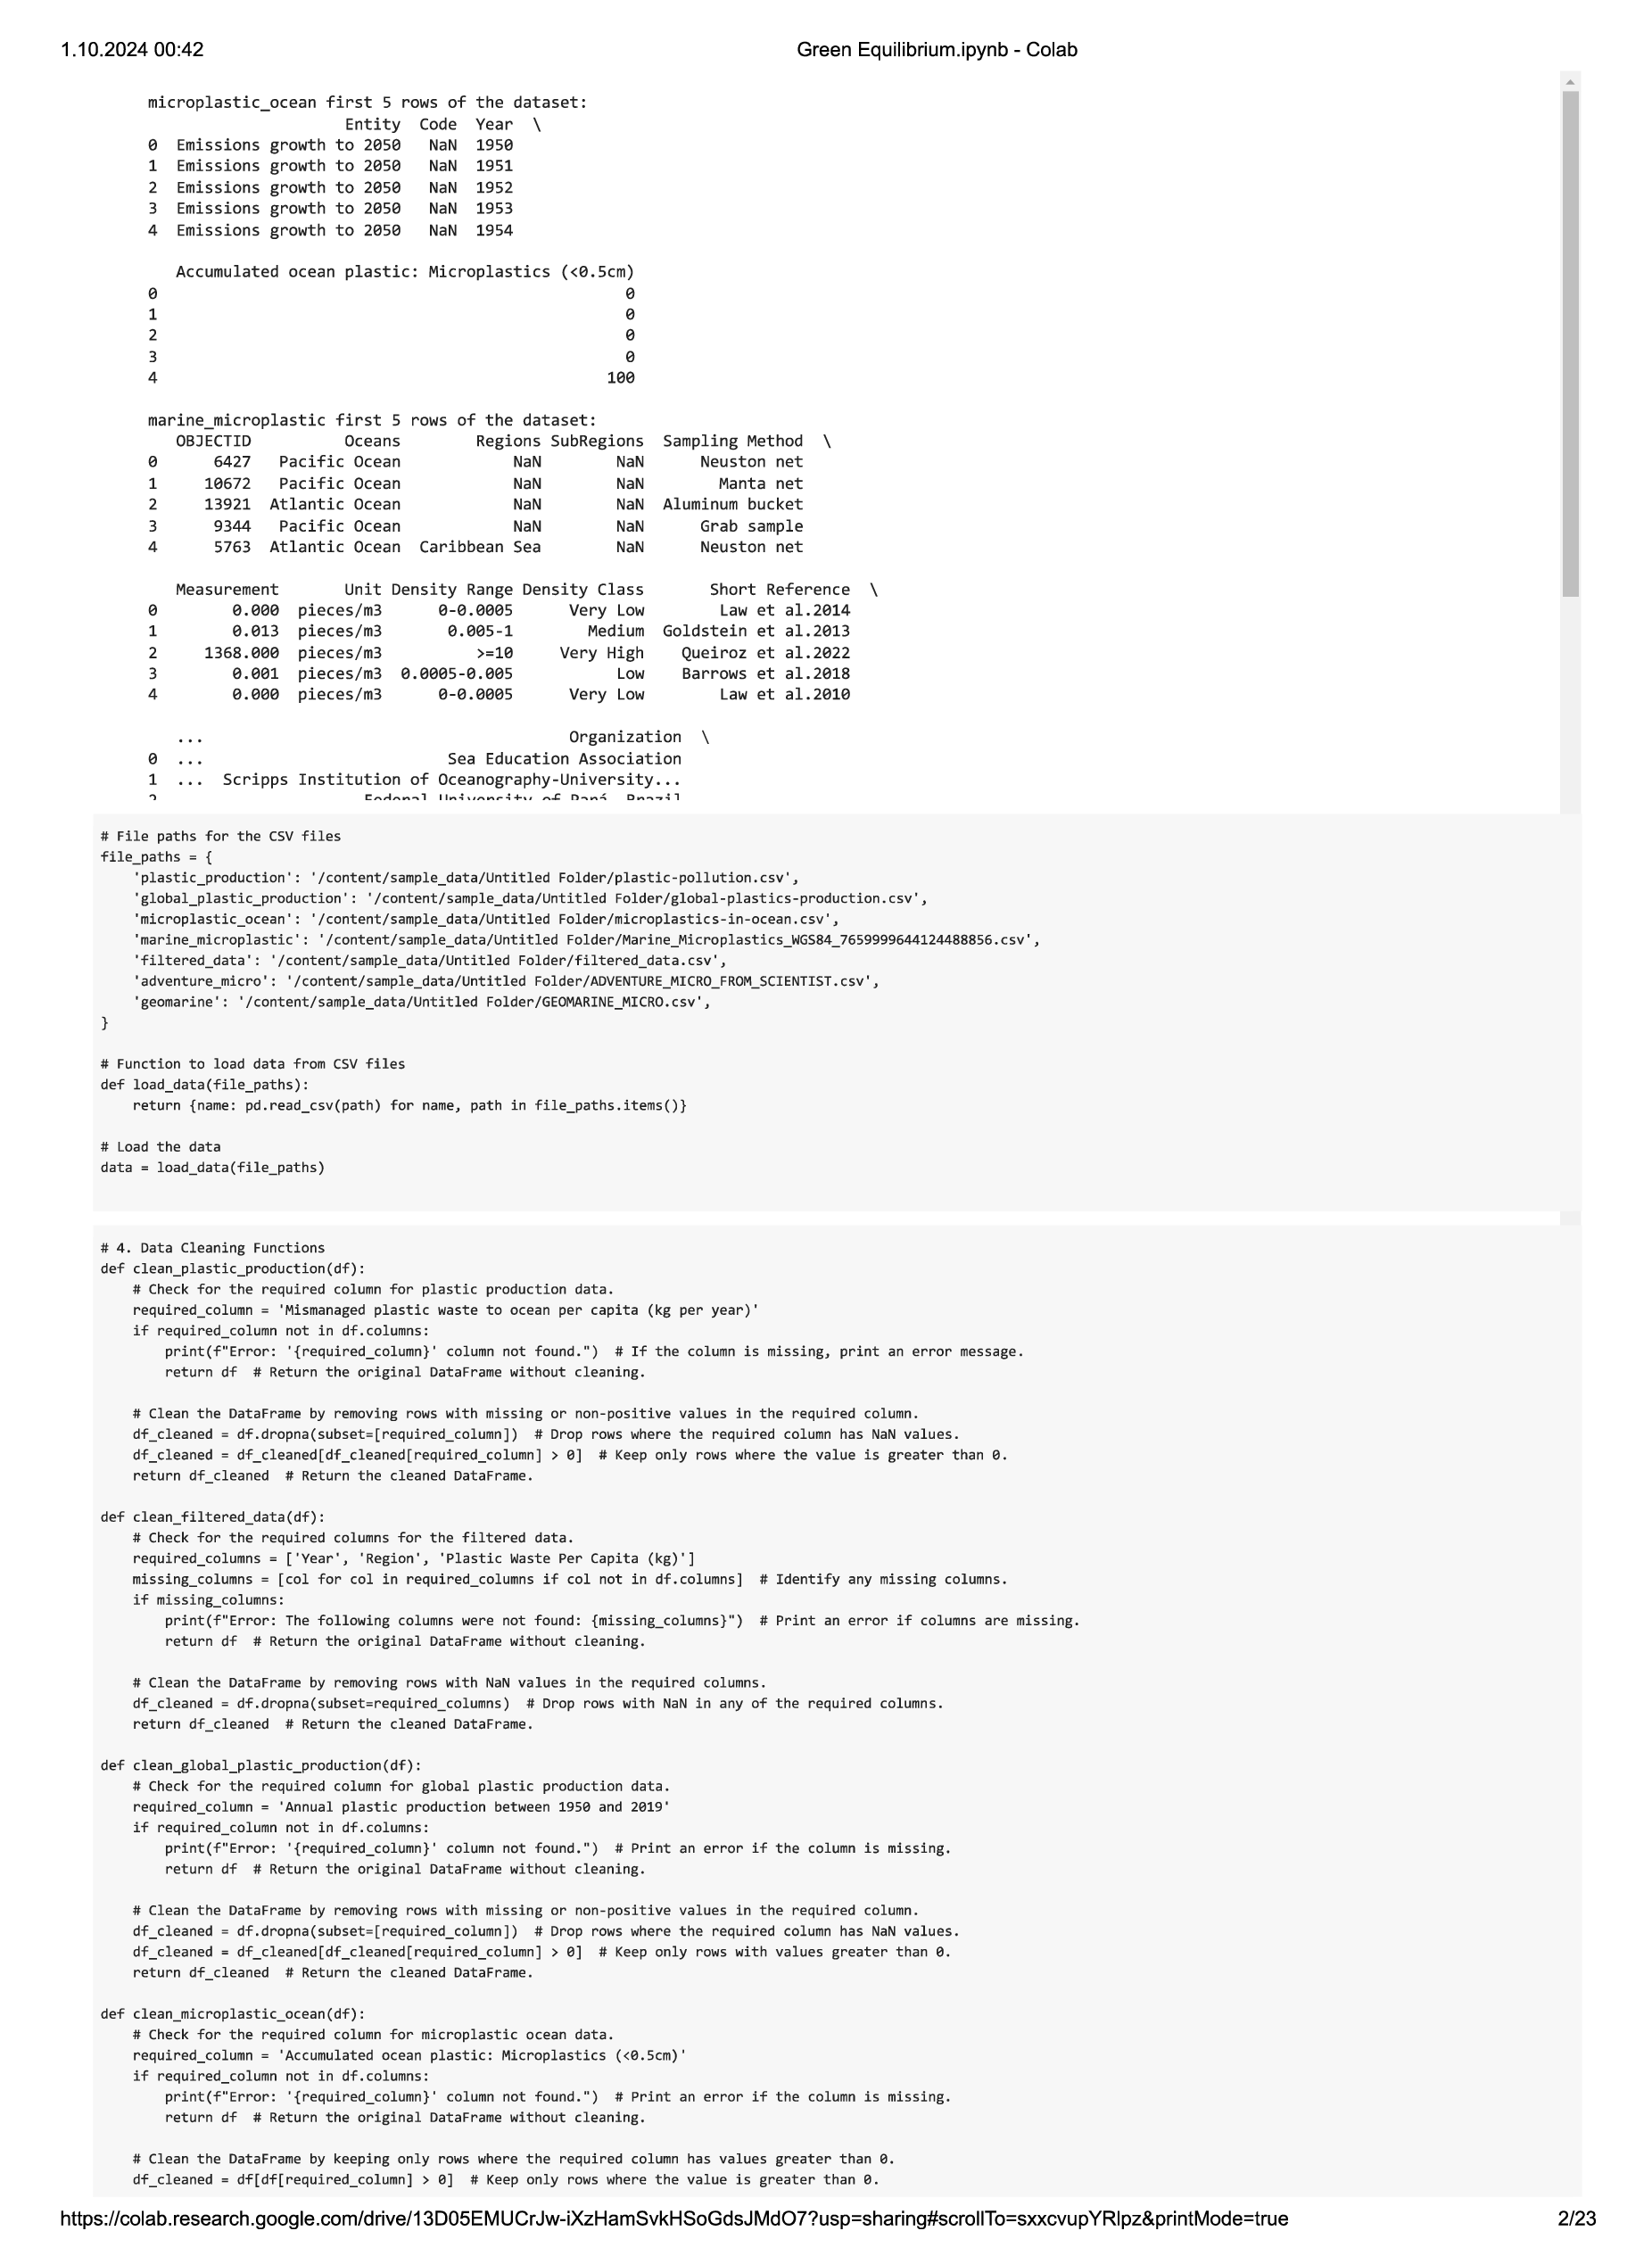 1.10.2024 00:42
Green Equilibrium.ipynb - Colab
microplastic_ocean first 5 rows of the dataset:
                     Entity  Code  Year  \
0  Emissions growth to 2050   NaN  1950
1  Emissions growth to 2050   NaN  1951
2  Emissions growth to 2050   NaN  1952
3  Emissions growth to 2050   NaN  1953
4  Emissions growth to 2050   NaN  1954

   Accumulated ocean plastic: Microplastics (<0.5cm)
0                                                  0
1                                                  0
2                                                  0
3                                                  0
4                                                100

marine_microplastic first 5 rows of the dataset:
   OBJECTID          Oceans        Regions SubRegions  Sampling Method  \
0      6427   Pacific Ocean            NaN        NaN      Neuston net
1     10672   Pacific Ocean            NaN        NaN        Manta net
2     13921  Atlantic Ocean            NaN        NaN  Aluminum bucket
3      9344   Pacific Ocean            NaN        NaN      Grab sample
4      5763  Atlantic Ocean  Caribbean Sea        NaN      Neuston net

   Measurement       Unit Density Range Density Class       Short Reference  \
0        0.000  pieces/m3      0-0.0005      Very Low        Law et al.2014
1        0.013  pieces/m3       0.005-1        Medium  Goldstein et al.2013
2     1368.000  pieces/m3          >=10     Very High    Queiroz et al.2022
3        0.001  pieces/m3  0.0005-0.005           Low    Barrows et al.2018
4        0.000  pieces/m3      0-0.0005      Very Low        Law et al.2010

   ...                                       Organization  \
0  ...                          Sea Education Association
1  ...  Scripps Institution of Oceanography-University...
2                      Federal University of Pará, Brazil
# File paths for the CSV files
file_paths = {
    'plastic_production': '/content/sample_data/Untitled Folder/plastic-pollution.csv',
    'global_plastic_production': '/content/sample_data/Untitled Folder/global-plastics-production.csv',
    'microplastic_ocean': '/content/sample_data/Untitled Folder/microplastics-in-ocean.csv',
    'marine_microplastic': '/content/sample_data/Untitled Folder/Marine_Microplastics_WGS84_7659999644124488856.csv',
    'filtered_data': '/content/sample_data/Untitled Folder/filtered_data.csv',
    'adventure_micro': '/content/sample_data/Untitled Folder/ADVENTURE_MICRO_FROM_SCIENTIST.csv',
    'geomarine': '/content/sample_data/Untitled Folder/GEOMARINE_MICRO.csv',
}

# Function to load data from CSV files
def load_data(file_paths):
    return {name: pd.read_csv(path) for name, path in file_paths.items()}

# Load the data
data = load_data(file_paths)

# 4. Data Cleaning Functions
def clean_plastic_production(df):
    # Check for the required column for plastic production data.
    required_column = 'Mismanaged plastic waste to ocean per capita (kg per year)'
    if required_column not in df.columns:
        print(f"Error: '{required_column}' column not found.")  # If the column is missing, print an error message.
        return df  # Return the original DataFrame without cleaning.

    # Clean the DataFrame by removing rows with missing or non-positive values in the required column.
    df_cleaned = df.dropna(subset=[required_column])  # Drop rows where the required column has NaN values.
    df_cleaned = df_cleaned[df_cleaned[required_column] > 0]  # Keep only rows where the value is greater than 0.
    return df_cleaned  # Return the cleaned DataFrame.

def clean_filtered_data(df):
    # Check for the required columns for the filtered data.
    required_columns = ['Year', 'Region', 'Plastic Waste Per Capita (kg)']
    missing_columns = [col for col in required_columns if col not in df.columns]  # Identify any missing columns.
    if missing_columns:
        print(f"Error: The following columns were not found: {missing_columns}")  # Print an error if columns are missing.
        return df  # Return the original DataFrame without cleaning.

    # Clean the DataFrame by removing rows with NaN values in the required columns.
    df_cleaned = df.dropna(subset=required_columns)  # Drop rows with NaN in any of the required columns.
    return df_cleaned  # Return the cleaned DataFrame.

def clean_global_plastic_production(df):
    # Check for the required column for global plastic production data.
    required_column = 'Annual plastic production between 1950 and 2019'
    if required_column not in df.columns:
        print(f"Error: '{required_column}' column not found.")  # Print an error if the column is missing.
        return df  # Return the original DataFrame without cleaning.

    # Clean the DataFrame by removing rows with missing or non-positive values in the required column.
    df_cleaned = df.dropna(subset=[required_column])  # Drop rows where the required column has NaN values.
    df_cleaned = df_cleaned[df_cleaned[required_column] > 0]  # Keep only rows with values greater than 0.
    return df_cleaned  # Return the cleaned DataFrame.

def clean_microplastic_ocean(df):
    # Check for the required column for microplastic ocean data.
    required_column = 'Accumulated ocean plastic: Microplastics (<0.5cm)'
    if required_column not in df.columns:
        print(f"Error: '{required_column}' column not found.")  # Print an error if the column is missing.
        return df  # Return the original DataFrame without cleaning.

    # Clean the DataFrame by keeping only rows where the required column has values greater than 0.
    df_cleaned = df[df[required_column] > 0]  # Keep only rows where the value is greater than 0.
https://colab.research.google.com/drive/13D05EMUCrJw-iXzHamSvkHSoGdsJMdO7?usp=sharing#scrollTo=sxxcvupYRlpz&printMode=true
2/23